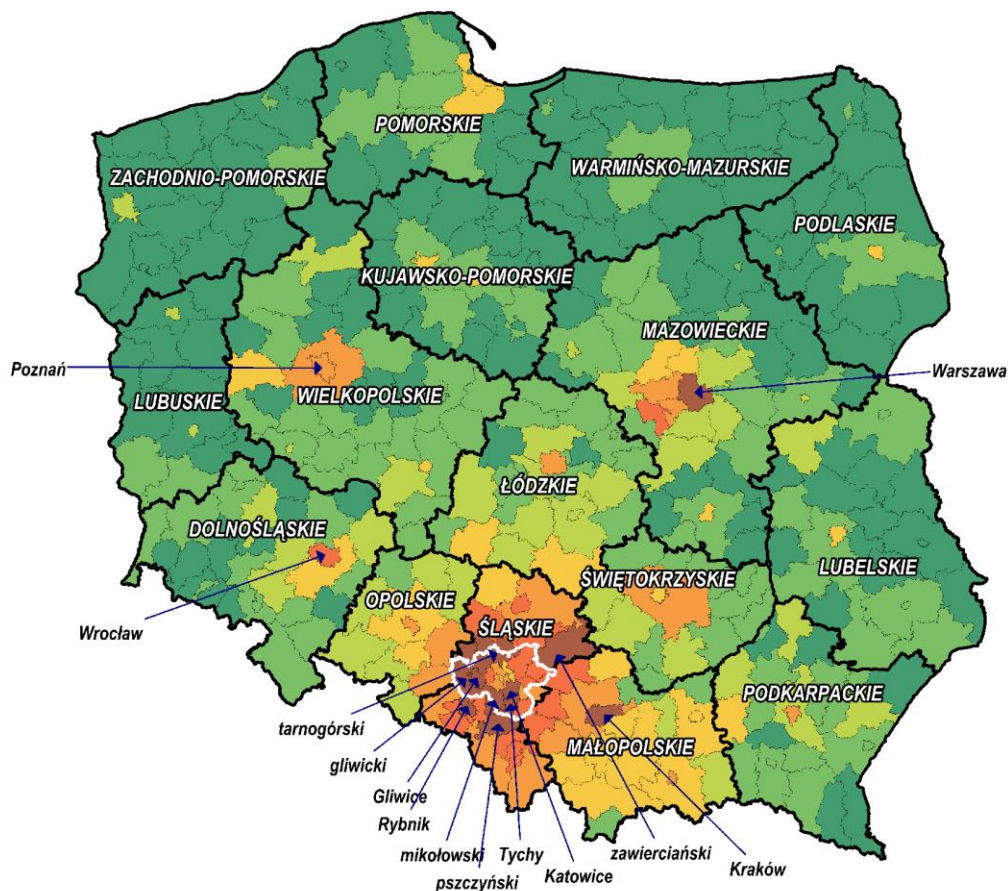 POMORSKIE
ZACHODNIO-POMORSKIE
WARMIŃSKO-MAZURSKIE
PODLASKIE
KUJAWSKO-POMORSKIE
MAZOWIECKIE
Poznań
Warszawa
LUBUSKIE
WIELKOPOLSKIE
ŁÓDZKIE
DOLNOŚLĄSKIE
LUBELSKIE
ŚWIĘTOKRZYSKIE
OPOLSKIE
Wrocław
ŚLĄSKIE
PODKARPACKIE
tarnogórski
MAŁOPOLSKIE
gliwicki
Gliwice
Rybnik
mikołowski
Tychy
zawierciański
Kraków
Katowice
pszczyński